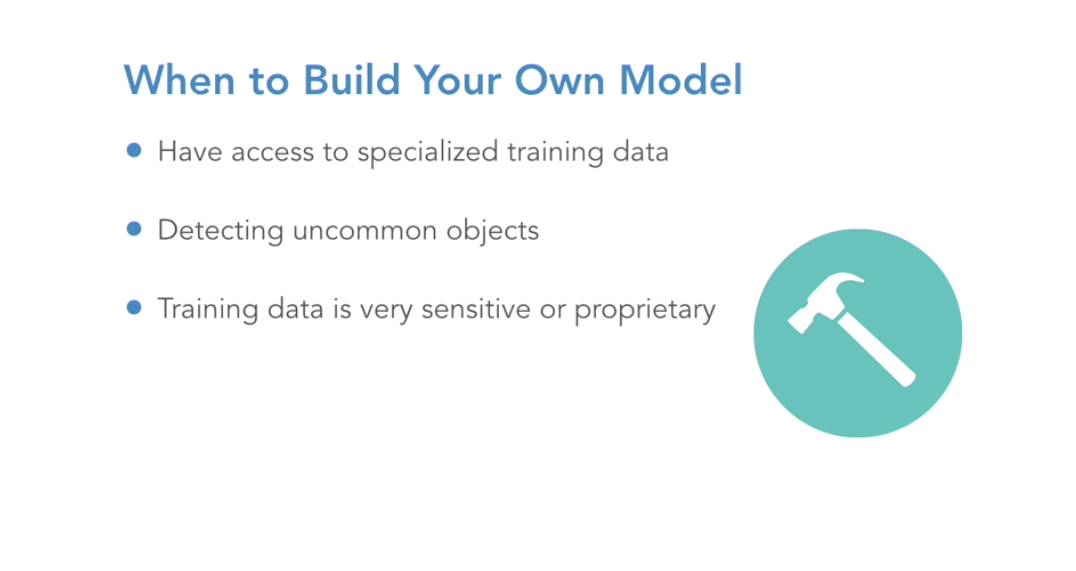 When to Build Your Own Model
Have access to specialized training data
Detecting uncommon objects
Training data is very sensitive or proprietary